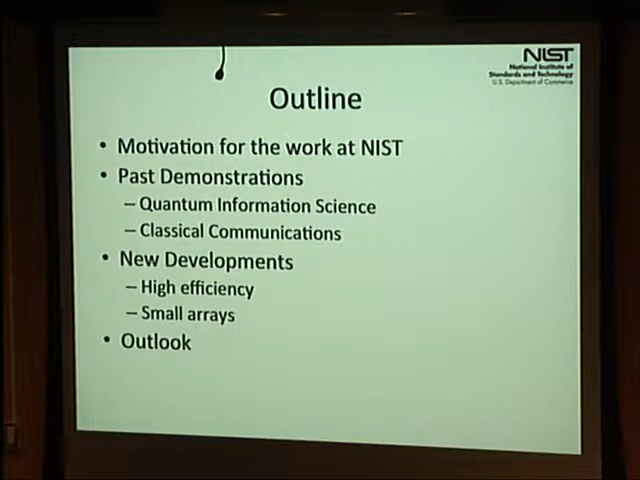 NIST
National Institute of
Standards and Technology
U.S. Department of Commerce
Outline
• Motivation for the work at NIST
• Past Demonstrations
– Quantum Information Science
– Classical Communications
• New Developments
– High efficiency
– Small arrays
• Outlook